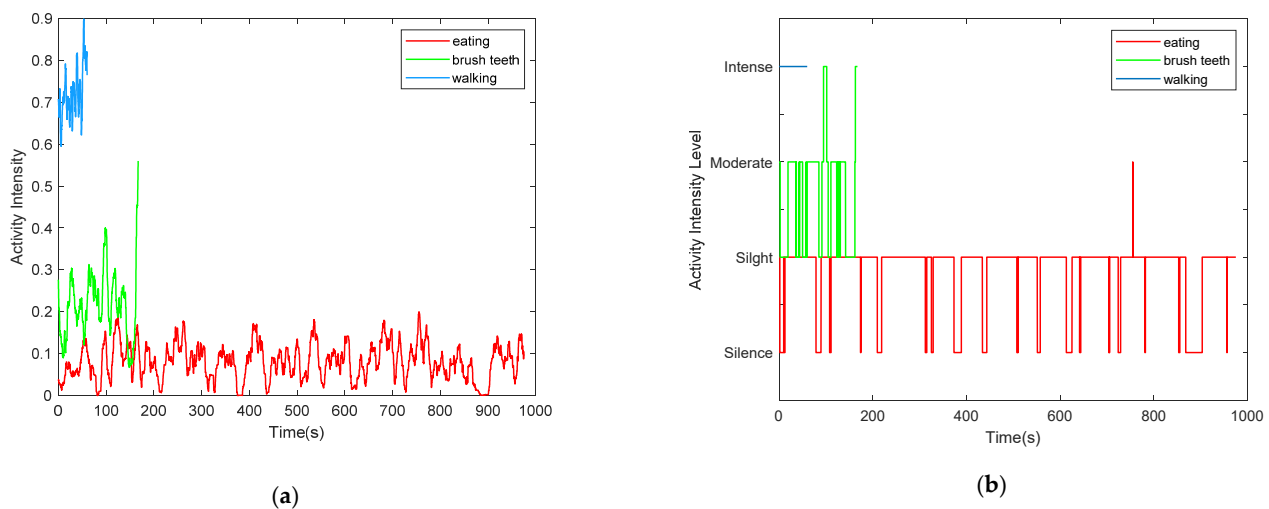 0.9
0.8
0.7
0.6
0.5
0.4
0.3
0.2
0.1
0
Activity Intensity
0 100 200 300 400 500 600 700 800 900 1000
Time(s)
eating
brush teeth
walking
(a)
Intense
Moderate
Silght
Silence
Activity Intensity Level
0 200 400 600 800 1000
Time(s)
eating
brush teeth
walking
(b)